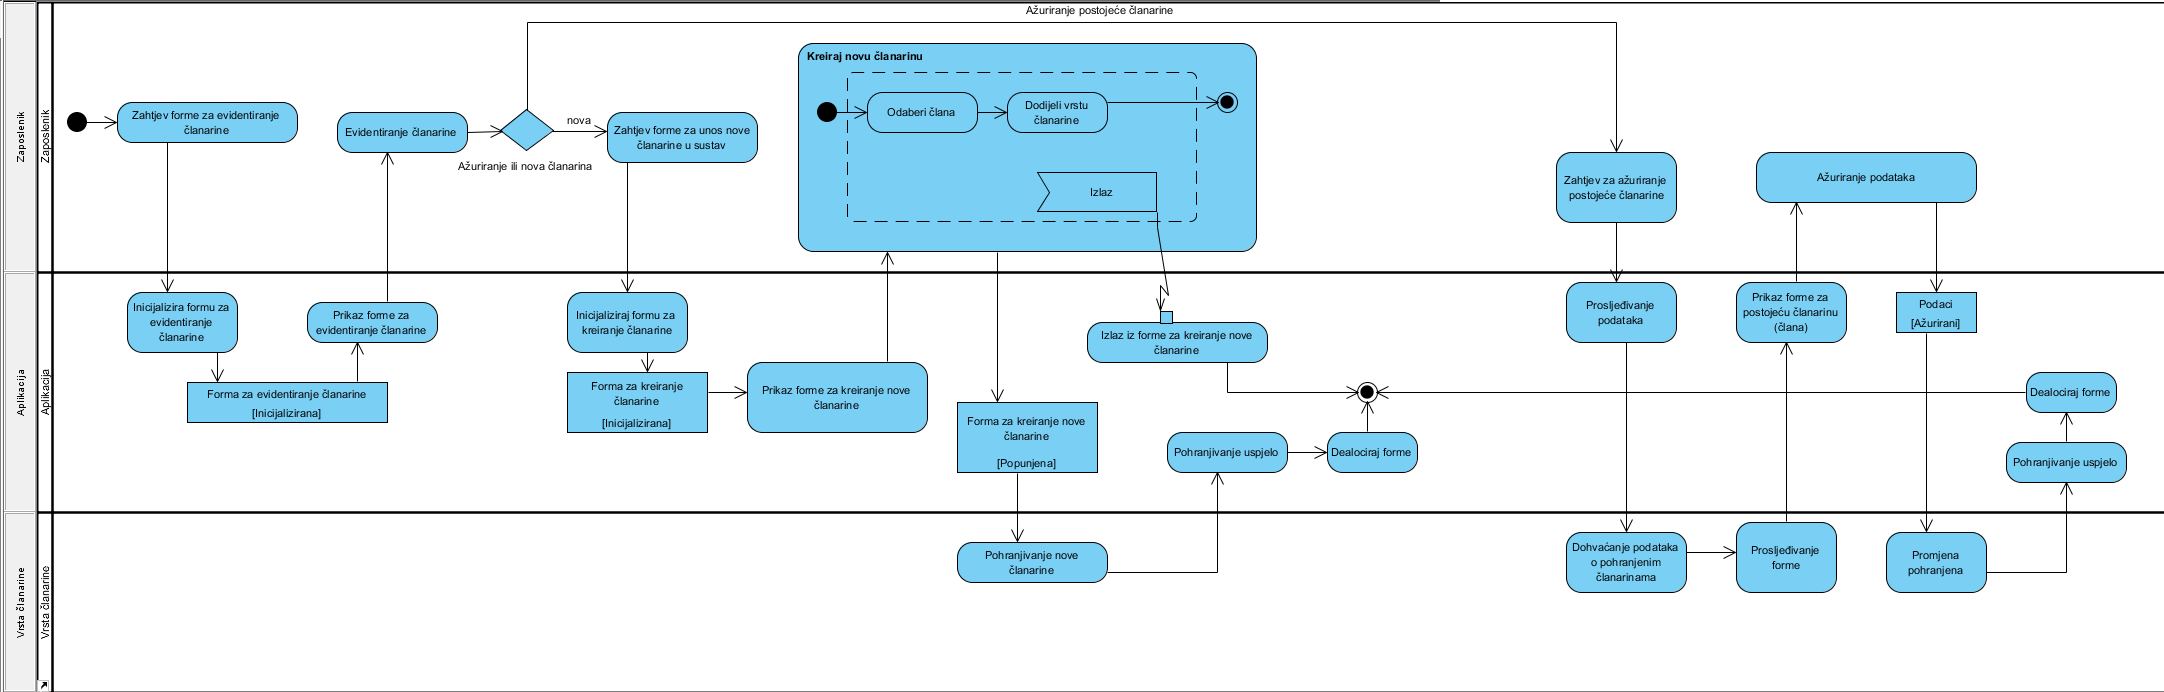 Ažuriranje postojeće članarine
Zaposlenik
Zaposlenik
Zahtjev forme za evidentiranje
članarine
Evidentiranje članarine
Ažuriranje ili nova članarina
nova
Zahtjev forme za unos nove
članarine u sustav
Kreiraj novu članarinu
Odaberi člana
Dodijeli vrstu
članarine
Izlaz
Zahtjev za ažuriranje
postojeće članarine
Ažuriranje podataka
Aplikacija
Aplikacija
Inicijalizira formu za
evidentiranje
članarine
Forma za evidentiranje članarine
[Inicijalizirana]
Prikaz forme za
evidentiranje članarine
Inicijaliziraj formu za
kreiranje članarine
Forma za kreiranje
članarine
[Inicijalizirana]
Prikaz forme za kreiranje nove
članarine
Forma za kreiranje nove
članarine
[Popunjena]
Izlaz iz forme za kreiranje nove
članarine
Pohranjivanje uspjelo
Dealociraj forme
Prosljeđivanje
podataka
Prikaz forme za
postojeću članarinu
(člana)
Podaci
[Ažurirani]
Dealociraj forme
Pohranjivanje uspjelo
Vrsta članarine
Vrsta članarine
Pohranjivanje nove
članarine
Dohvaćanje podataka
o pohranjenim
članarinama
Prosljeđivanje
forme
Promjena
pohranjena